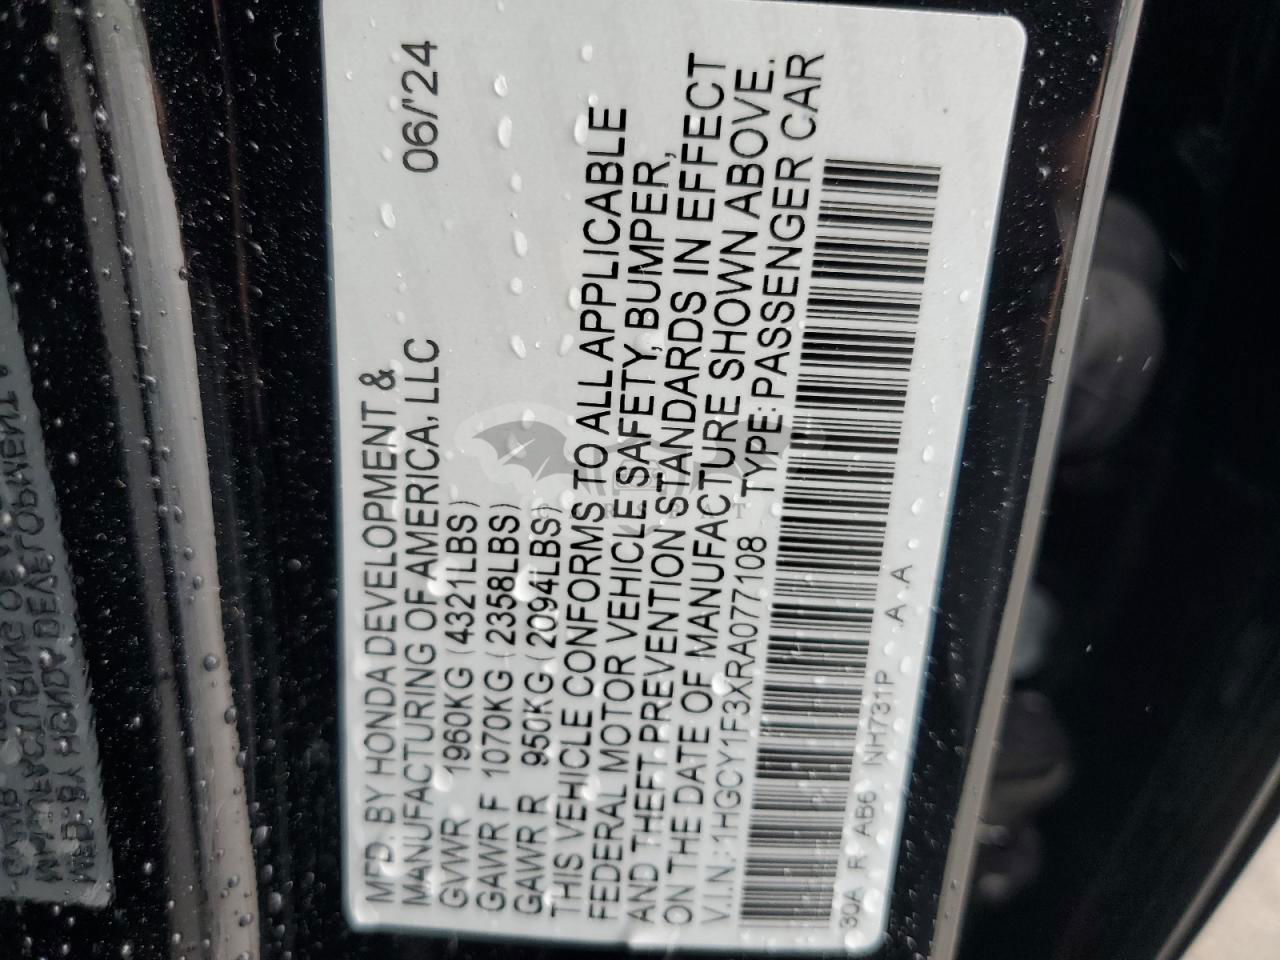 MFD. BY HONDA DEVELOPMENT &
MANUFACTURING OF AMERICA, LLC 06/'24
GVWR 1960KG (4321LBS)
GAWR F 1070KG (2358LBS)
GAWR R 950KG (2094LBS)
THIS VEHICLE CONFORMS TO ALL APPLICABLE
FEDERAL MOTOR VEHICLE SAFETY, BUMPER,
AND THEFT PREVENTION STANDARDS IN EFFECT
ON THE DATE OF MANUFACTURE SHOWN ABOVE.
V.I.N.: 1HGCY1F3XRA077108 TYPE: PASSENGER CAR
30A R AB6 NH731P A A